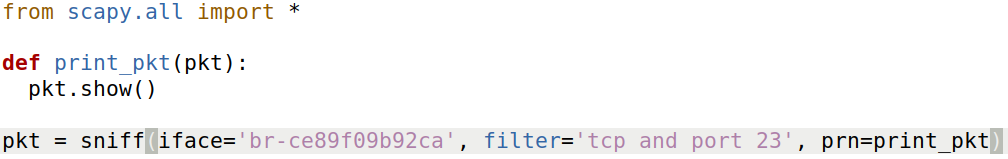 from scapy.all import *
def print_pkt(pkt):
  pkt.show()
pkt = sniff(iface='br-ce89f09b92ca', filter='tcp and port 23', prn=print_pkt)